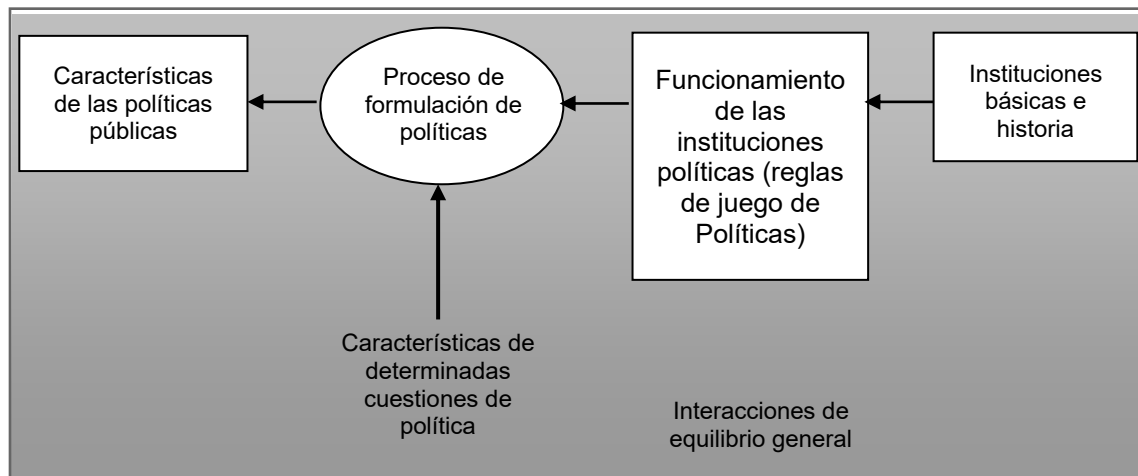 Características
de las políticas
públicas
Proceso de
formulación de
políticas
Funcionamiento
de las
instituciones
políticas (reglas
de juego de
Políticas)
Instituciones
básicas e
historia
Características de
determinadas
cuestiones de
política
Interacciones de
equilibrio general